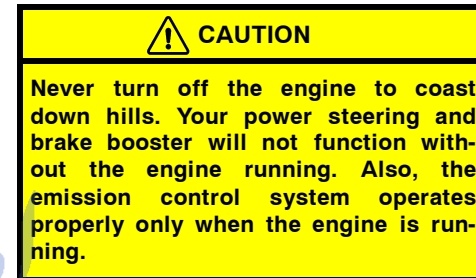 CAUTION
Never turn off the engine to coast
down hills. Your power steering and
brake booster will not function with-
out the engine running. Also, the
emission control system operates
properly only when the engine is run-
ning.